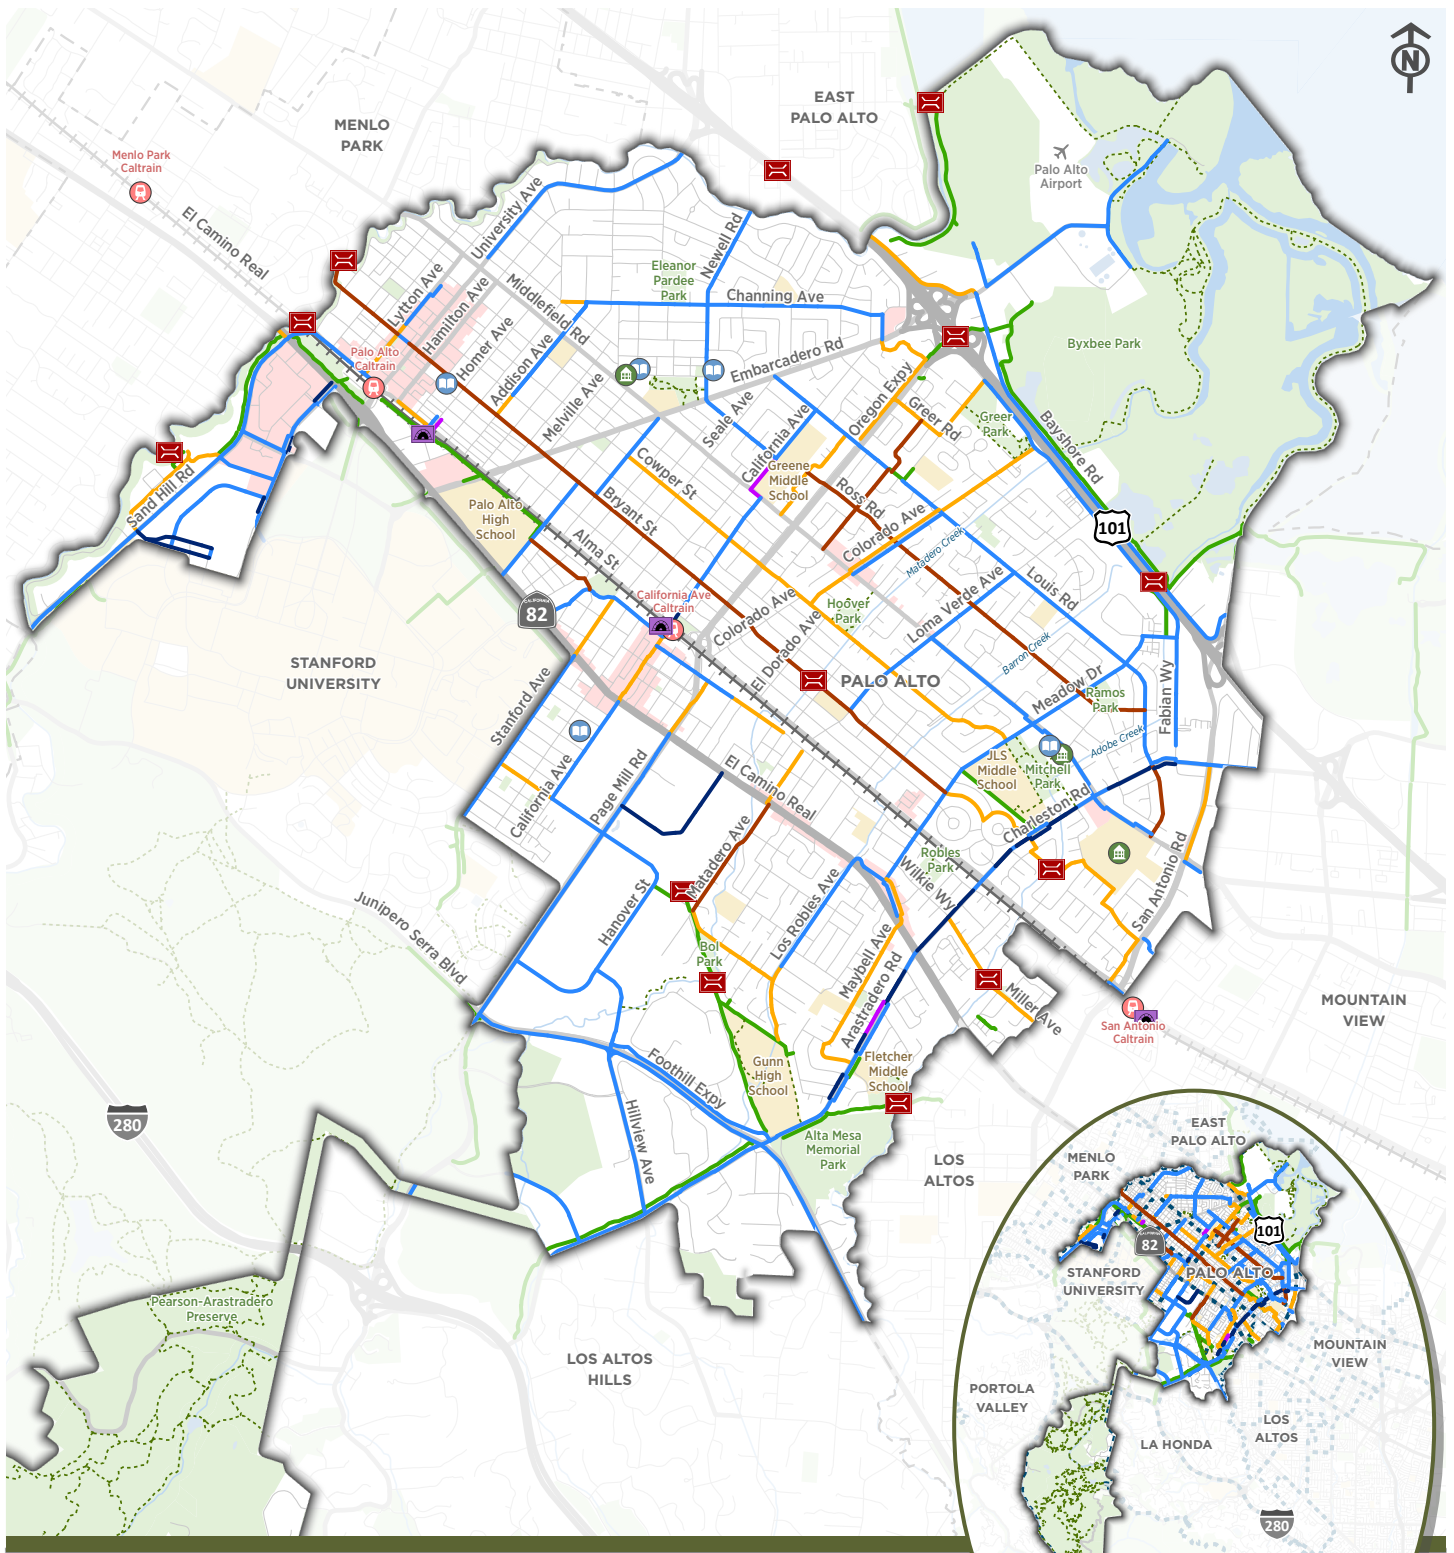 N
EAST
PALO ALTO
MENLO
PARK
Menlo Park
Caltrain
El Camino Real
Palo Alto
Airport
University Ave
Newell Rd
Eleanor
Pardee
Park
Lytton Ave
Hamilton Ave
Middlefield Rd
Channing Ave
Homer Ave
Addison Ave
Palo Alto
Caltrain
Embarcadero Rd
Byxbee Park
Melville Ave
Seale Ave
California Ave
Oregon Expy
Greer Rd
Greer
Park
Bayshore Rd
Cowper St
Greene
Middle
School
Sand Hill Rd
Bryant St
Ross Rd
Palo Alto
High
School
Alma St
Colorado Ave
Matadero Creek
101
Louis Rd
California Ave
Caltrain
82
CALIFORNIA
Colorado Ave
Hoover
Park
Loma Verde Ave
El Dorado Ave
Barron Creek
STANFORD
UNIVERSITY
PALO ALTO
Meadow Dr
Ramos
Park
Fabian Wy
Stanford Ave
Adobe Creek
California Ave
Page Mill Rd
El Camino Real
JLS
Middle
School
Mitchell
Park
Charleston Rd
Matadero Ave
Robles
Park
Wilkie Wy
San Antonio Rd
Junipero Serra Blvd
Hanover St
Los Robles Ave
Bol
Park
Maybell Ave
Arastradero Rd
Miller Ave
San Antonio
Caltrain
MOUNTAIN
VIEW
Foothill Expy
Gunn
High
School
Fletcher
Middle
School
Hillview Ave
Alta Mesa
Memorial
Park
280
LOS
ALTOS
Pearson-Arastradero
Preserve
LOS ALTOS
HILLS
EAST
PALO ALTO
MENLO
PARK
101
82
CALIFORNIA
STANFORD
UNIVERSITY
PALO ALTO
MOUNTAIN
VIEW
PORTOLA
VALLEY
LOS
ALTOS
LA HONDA
280